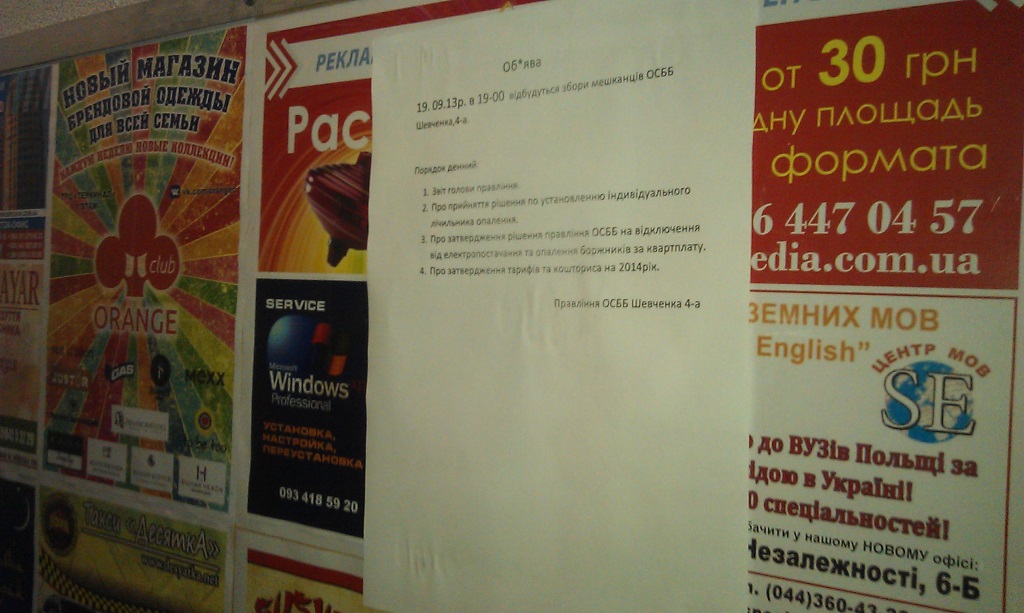 НОВЫЙ МАГАЗИН
БРЕНДОВОЙ ОДЕЖДЫ
ДЛЯ ВСЕЙ СЕМЬИ
КАЖДУЮ НЕДЕЛЮ НОВЫЕ КОЛЛЕКЦИИ!
club
ORANGE
GAS
MEXX
Такси «ДесяткА»
www.desyatka.net
РЕКЛА
Рас
SERVICE
Microsoft
Windows
Professional
УСТАНОВКА,
НАСТРОЙКА,
ПЕРЕУСТАНОВКА
093 418 59 20
Об*ява
19. 09.13р. в 19-00 відбудуться збори мешканців ОСББ
Шевченка,4-а.
Порядок денний:
1. Звіт голови правління.
2. Про прийняття рішення по установленню індивідуального
лічильника опалення.
3. Про затвердження рішення правління ОСББ на відключення
від електропостачання та опалення боржників за квартплату.
4. Про затвердження тарифів та кошториса на 2014рік.
Правління ОСББ Шевченка 4-а
от 30 грн
дну площадь
формата
6 447 04 57
edia.com.ua
ЗЕМНИХ МОВ
English”
ЦЕНТР МОВ
SE
до ВУЗів Польщі за
ідою в Україні!
0 спеціальностей!
бачити у нашому НОВОМУ офісі:
Незалежності, 6-Б
(044)360-43